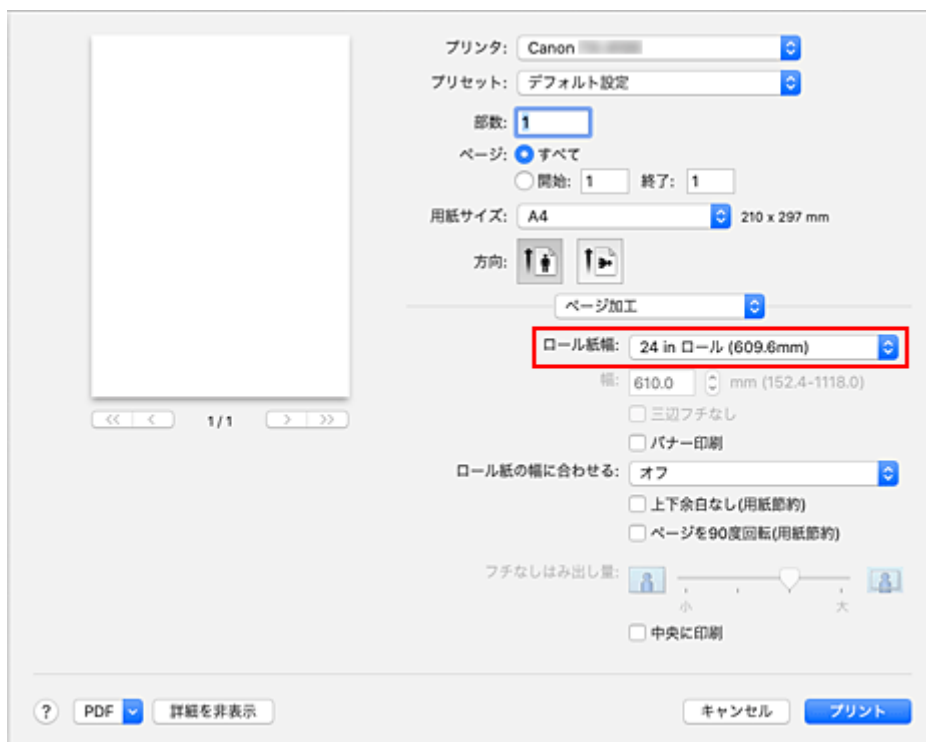 プリンタ: Canon
プリセット: デフォルト設定
部数: 1
ページ: すべて
開始: 1 終了: 1
用紙サイズ: A4 210 x 297 mm
方向:
ページ加工
ロール紙幅: 24 in ロール (609.6mm)
幅: 610.0 mm (152.4-1118.0)
三辺フチなし
バナー印刷
ロール紙の幅に合わせる: オフ
上下余白なし(用紙節約)
ページを90度回転(用紙節約)
フチなしはみ出し量:
小 大
中央に印刷
<< < 1 / 1 > >>
? PDF 詳細を非表示 キャンセル プリント